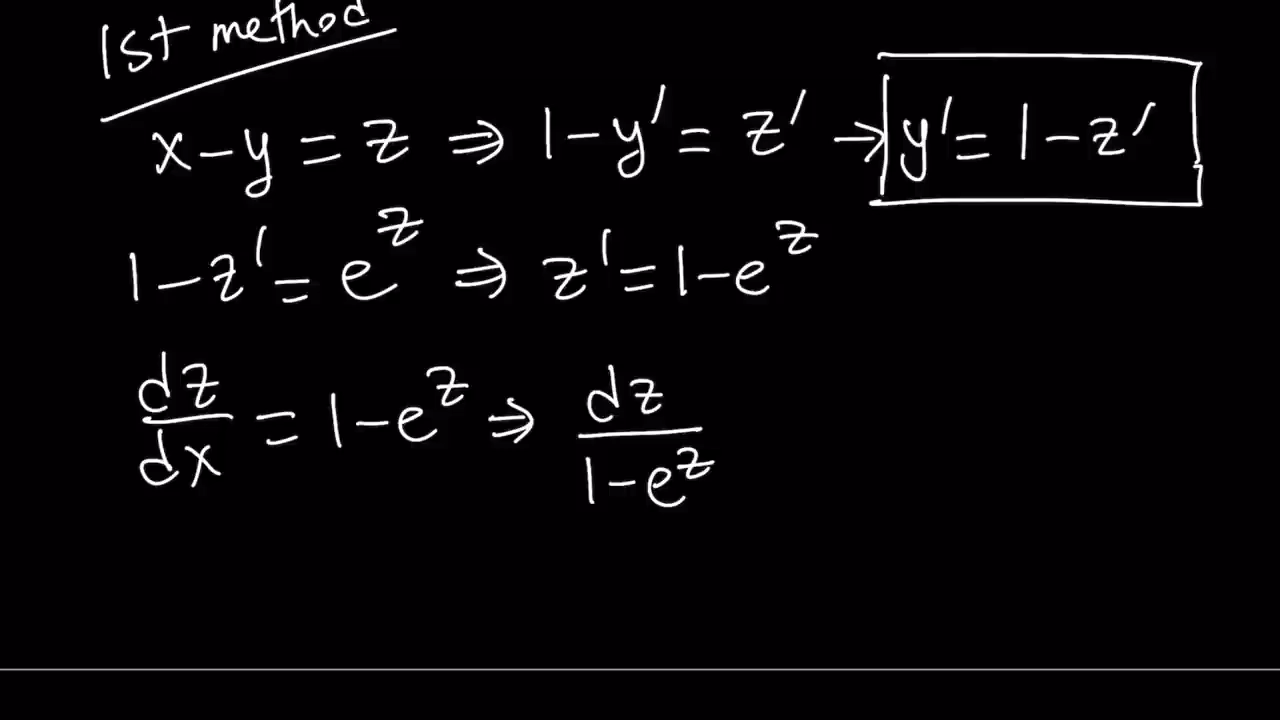 1st method
x-y=z ⇒ 1-y'=z' → y'=1-z'
1-z'=e^z ⇒ z'=1-e^z
dz/dx = 1-e^z ⇒ dz/(1-e^z)